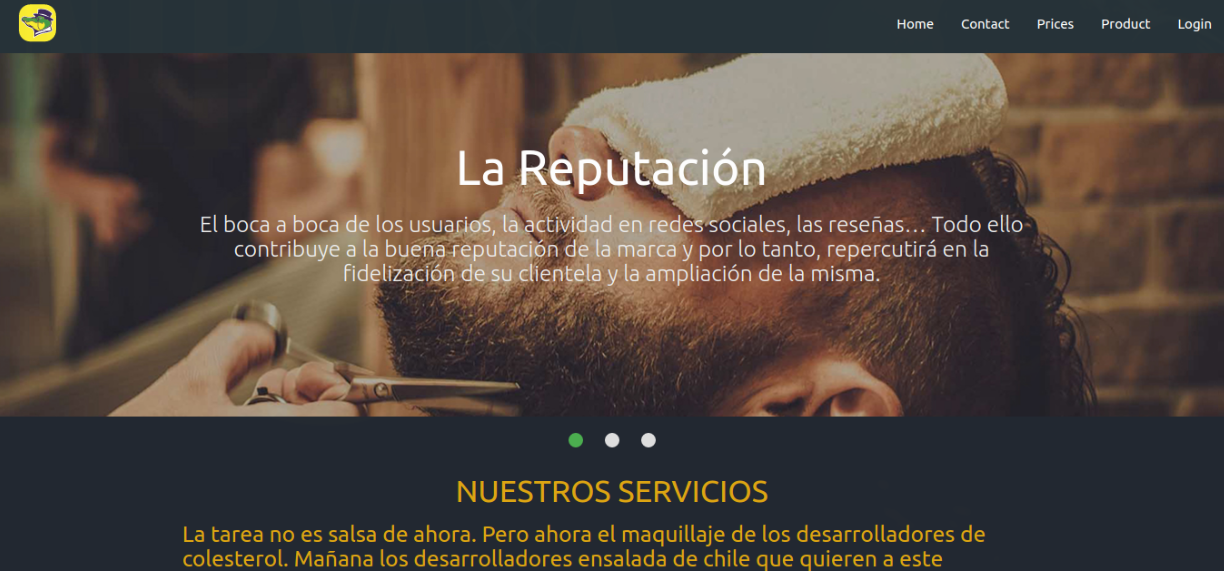 Home Contact Prices Product Login
La Reputación
El boca a boca de los usuarios, la actividad en redes sociales, las reseñas... Todo ello
contribuye a la buena reputación de la marca y por lo tanto, repercutirá en la
fidelización de su clientela y la ampliación de la misma.
NUESTROS SERVICIOS
La tarea no es salsa de ahora. Pero ahora el maquillaje de los desarrolladores de
colesterol. Mañana los desarrolladores ensalada de chile que quieren a este